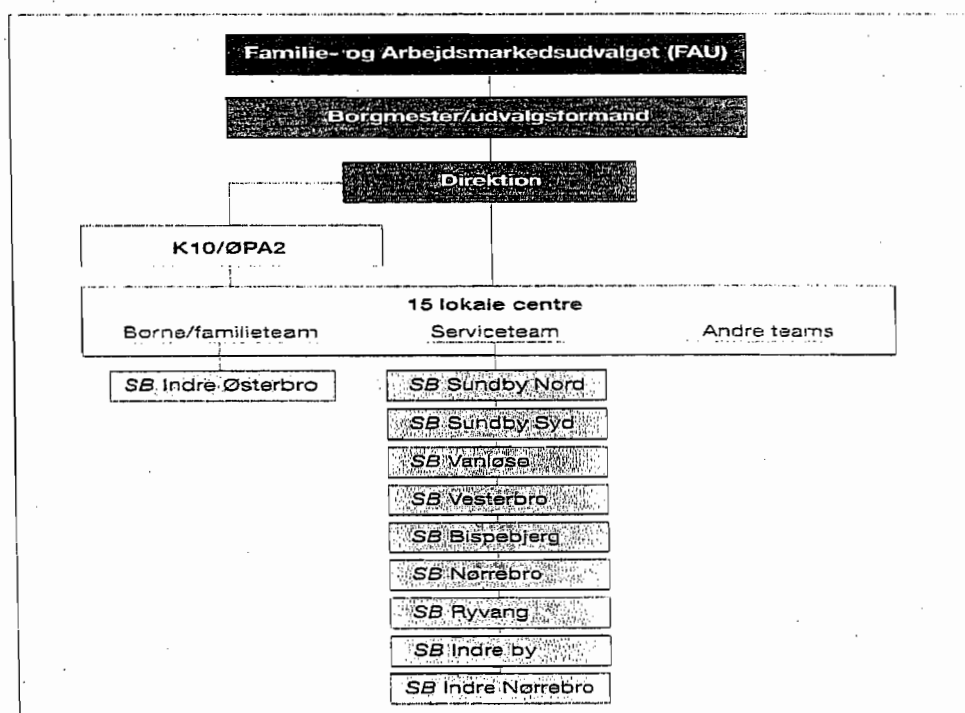 Familie- og Arbejdsmarkedsudvalget (FAU)
Borgmester/udvalgsformand
Direktion
K10/ØPA2
15 lokale centre
Børne/familieteam Serviceteam Andre teams
SB Indre Østerbro
SB Sundby Nord
SB Sundby Syd
SB Vanløse
SB Vesterbro
SB Bispebjerg
SB Nørrebro
SB Ryvang
SB Indre by
SB Indre Nørrebro